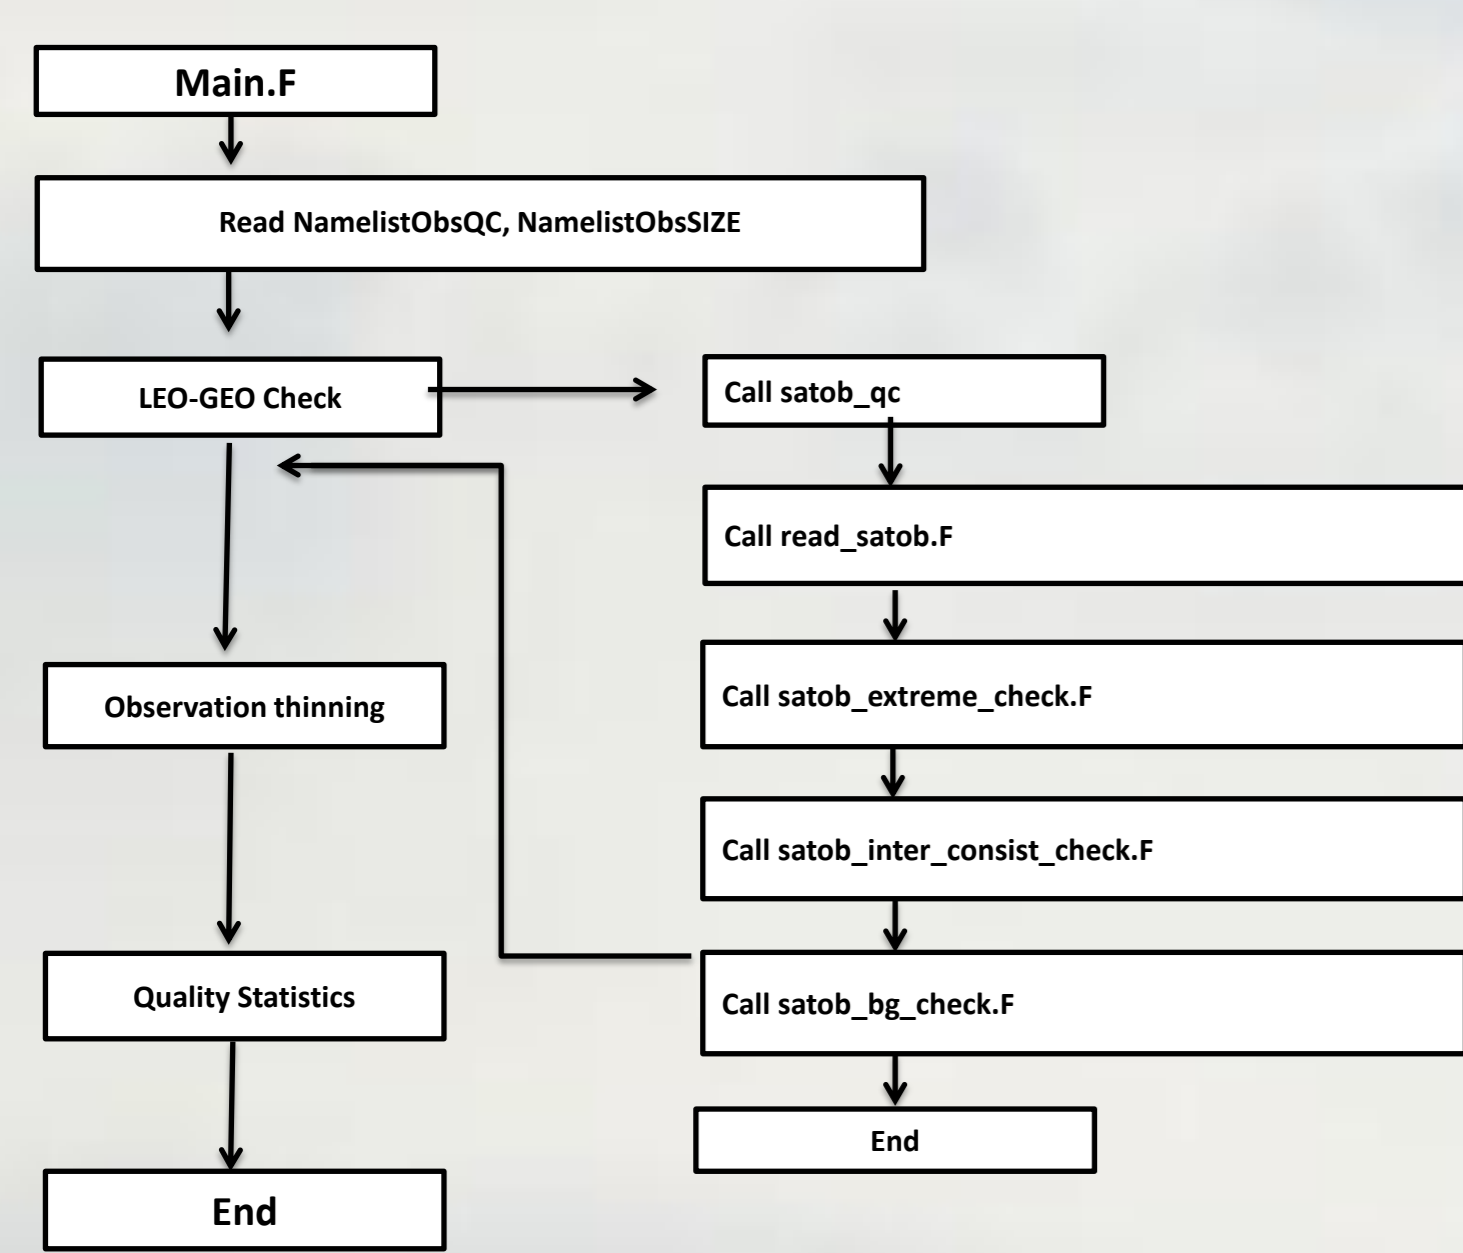 Main.F
Read NamelistObsQC, NamelistObsSIZE
LEO-GEO Check
Observation thinning
Quality Statistics
End
Call satob_qc
Call read_satob.F
Call satob_extreme_check.F
Call satob_inter_consist_check.F
Call satob_bg_check.F
End